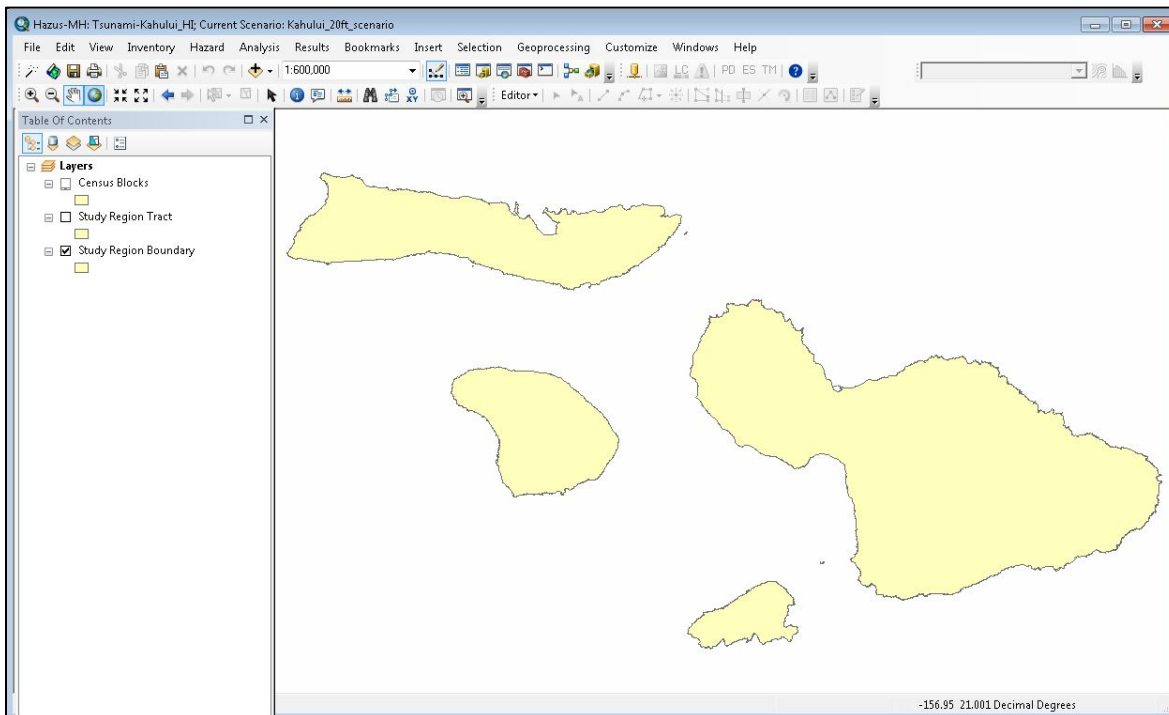 Hazus-MH: Tsunami-Kahului_HI; Current Scenario: Kahului_20ft_scenario
File Edit View Inventory Hazard Analysis Results Bookmarks Insert Selection Geoprocessing Customize Windows Help
1:600,000 LC PD ES TM
Editor
Table Of Contents
Layers
Census Blocks
Study Region Tract
Study Region Boundary
-156.95 21.001 Decimal Degrees